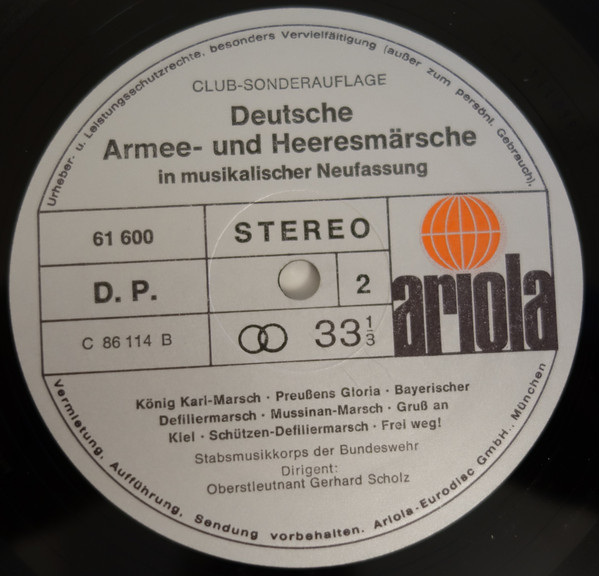 Urheber- u. Leistungsschutzrechte, besonders Vervielfältigung (außer zum persönl. Gebrauch),
CLUB-SONDERAUFLAGE
Deutsche
Armee- und Heeresmärsche
in musikalischer Neufassung
61 600
STEREO
D. P.
2
ariola
C 86 114 B
33 1/3
König Karl-Marsch · Preußens Gloria · Bayerischer
Defiliermarsch · Mussinan-Marsch · Gruß an
Kiel · Schützen-Defiliermarsch · Frei weg!
Stabsmusikkorps der Bundeswehr
Dirigent:
Oberstleutnant Gerhard Scholz
Vermietung, Aufführung, Sendung vorbehalten. Ariola-Eurodisc GmbH., München